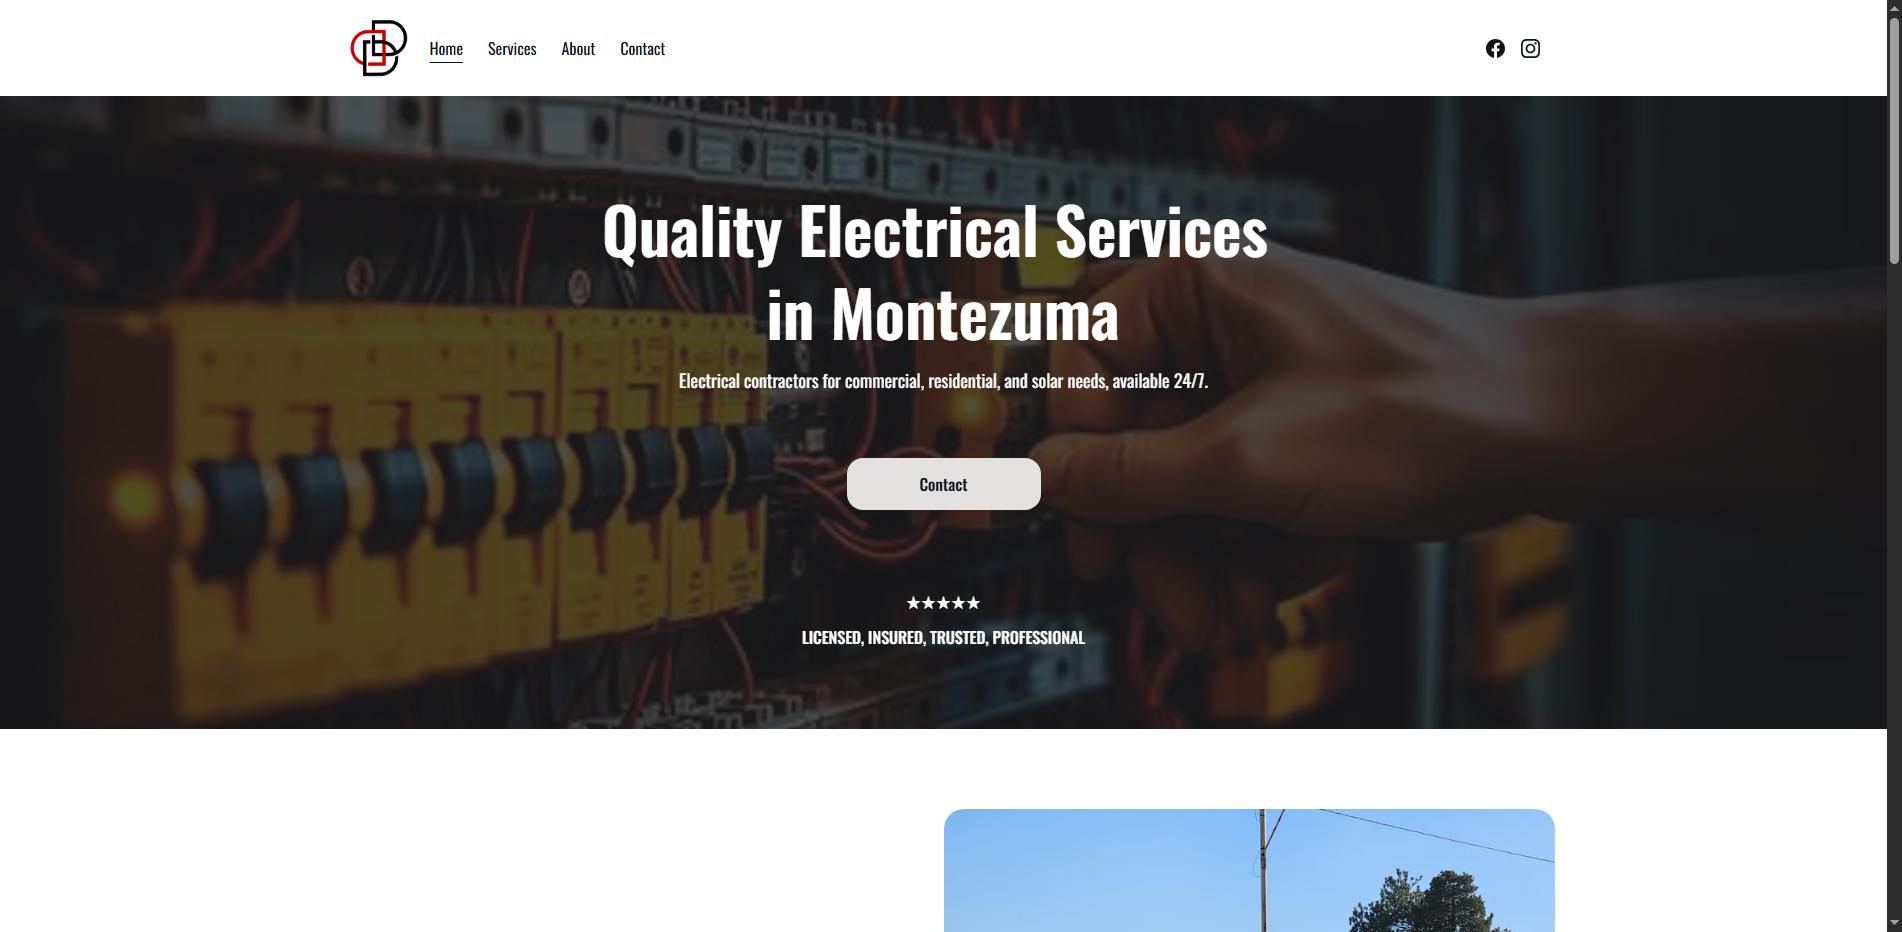 Home Services About Contact
Quality Electrical Services
in Montezuma
Electrical contractors for commercial, residential, and solar needs, available 24/7.
Contact
★★★★★
LICENSED, INSURED, TRUSTED, PROFESSIONAL